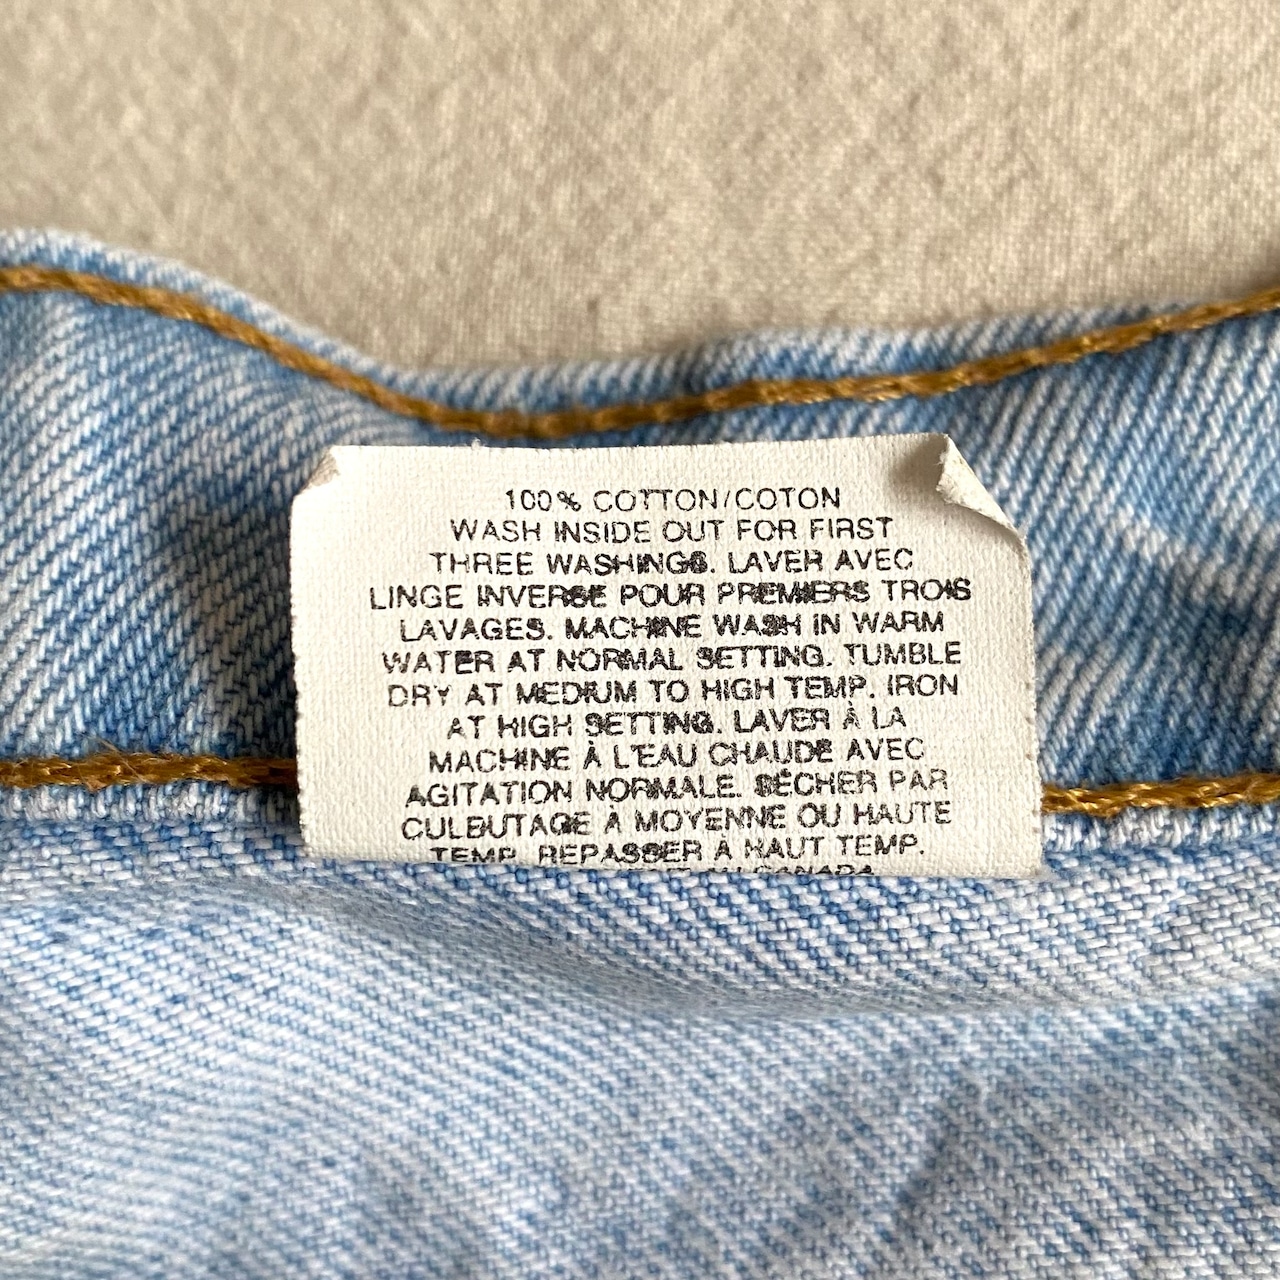 100% COTTON/COTON
WASH INSIDE OUT FOR FIRST
THREE WASHINGS. LAVER AVEC
LINGE INVERSE POUR PREMIERS TROIS
LAVAGES. MACHINE WASH IN WARM
WATER AT NORMAL SETTING. TUMBLE
DRY AT MEDIUM TO HIGH TEMP. IRON
AT HIGH SETTING. LAVER À LA
MACHINE À L'EAU CHAUDE AVEC
AGITATION NORMALE. SÉCHER PAR
CULBUTAGE À MOYENNE OU HAUTE
TEMP. REPASSER À HAUT TEMP.
CANADA